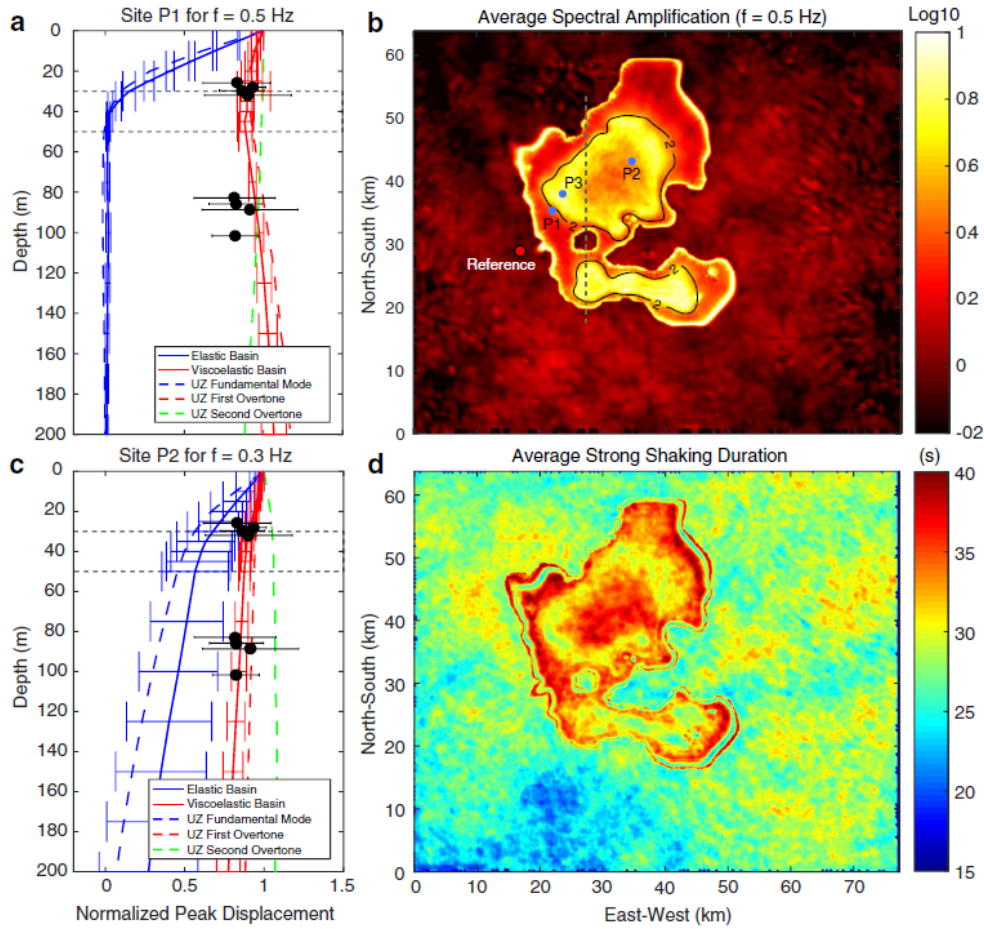 a
Site P1 for f = 0.5 Hz
0
20
40
60
80
100
120
140
160
180
200
Depth (m)
Elastic Basin
Viscoelastic Basin
UZ Fundamental Mode
UZ First Overtone
UZ Second Overtone
b
Average Spectral Amplification (f = 0.5 Hz)
Log10
60
50
40
30
20
10
0
North-South (km)
2
P2
P3
P1
2
Reference
2
2
1
0.8
0.6
0.4
0.2
0
-02
c
Site P2 for f = 0.3 Hz
0
20
40
60
80
100
120
140
160
180
200
Depth (m)
Elastic Basin
Viscoelastic Basin
UZ Fundamental Mode
UZ First Overtone
UZ Second Overtone
0
0.5
1
1.5
Normalized Peak Displacement
d
Average Strong Shaking Duration
(s)
60
50
40
30
20
10
0
North-South (km)
0
10
20
30
40
50
60
70
East-West (km)
40
35
30
25
20
15